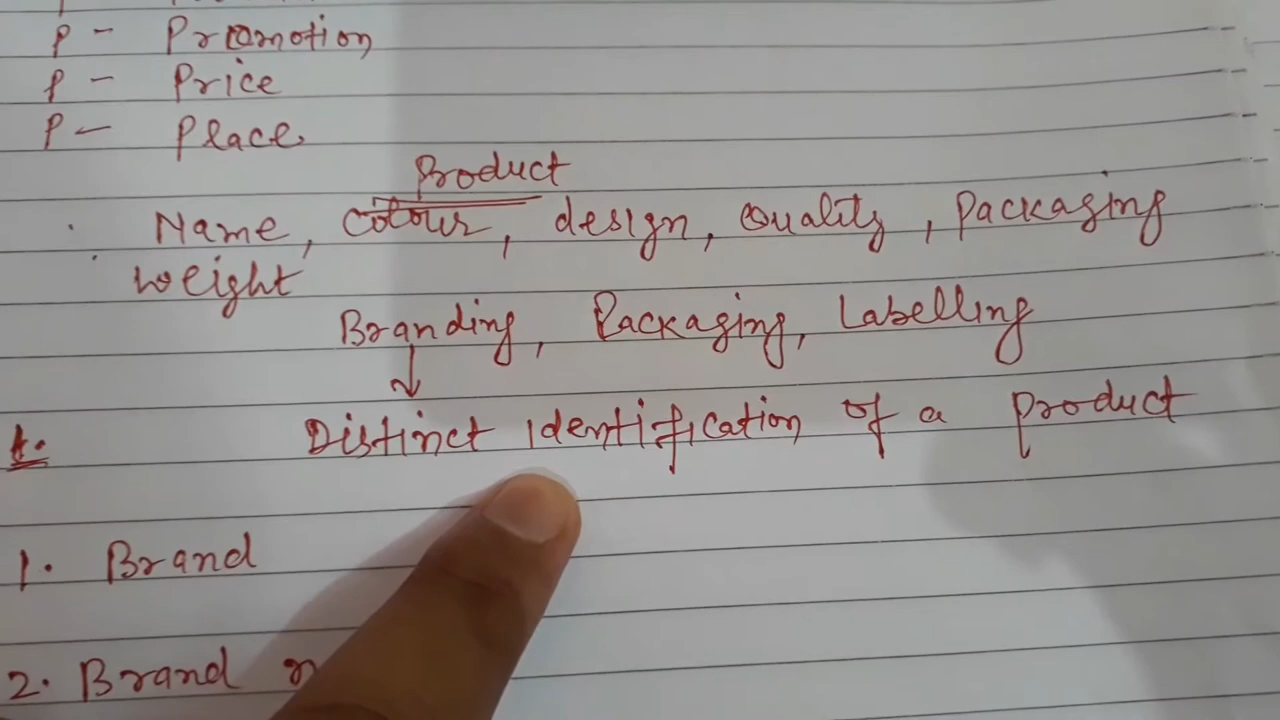 P - Promotion
P - Price
P - Place
Product
Name, Colour, design, Quality, Packaging
weight
Branding, Packaging, Labelling
↓
Distinct identification of a product
1. Brand
2. Brand